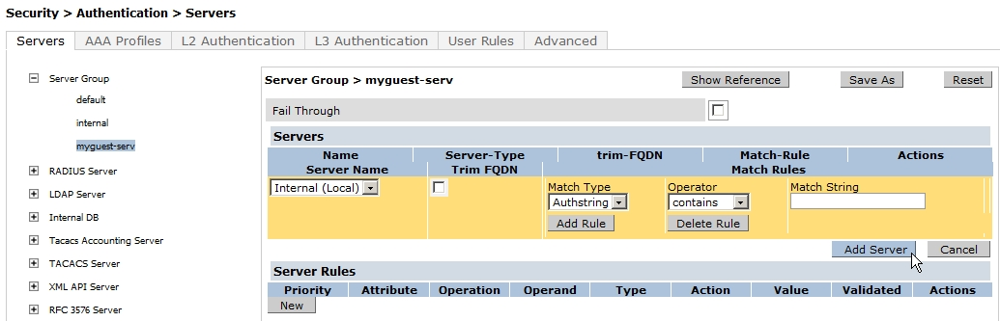 Security > Authentication > Servers
Servers AAA Profiles L2 Authentication L3 Authentication User Rules Advanced
Server Group
default
internal
myguest-serv
RADIUS Server
LDAP Server
Internal DB
Tacacs Accounting Server
TACACS Server
XML API Server
RFC 3576 Server
Server Group > myguest-serv Show Reference Save As Reset
Fail Through
Servers
Name Server-Type trim-FQDN Match-Rule Actions
Server Name Trim FQDN Match Rules
Internal (Local)
Match Type Operator Match String
Authstring contains
Add Rule Delete Rule
Add Server Cancel
Server Rules
Priority Attribute Operation Operand Type Action Value Validated Actions
New